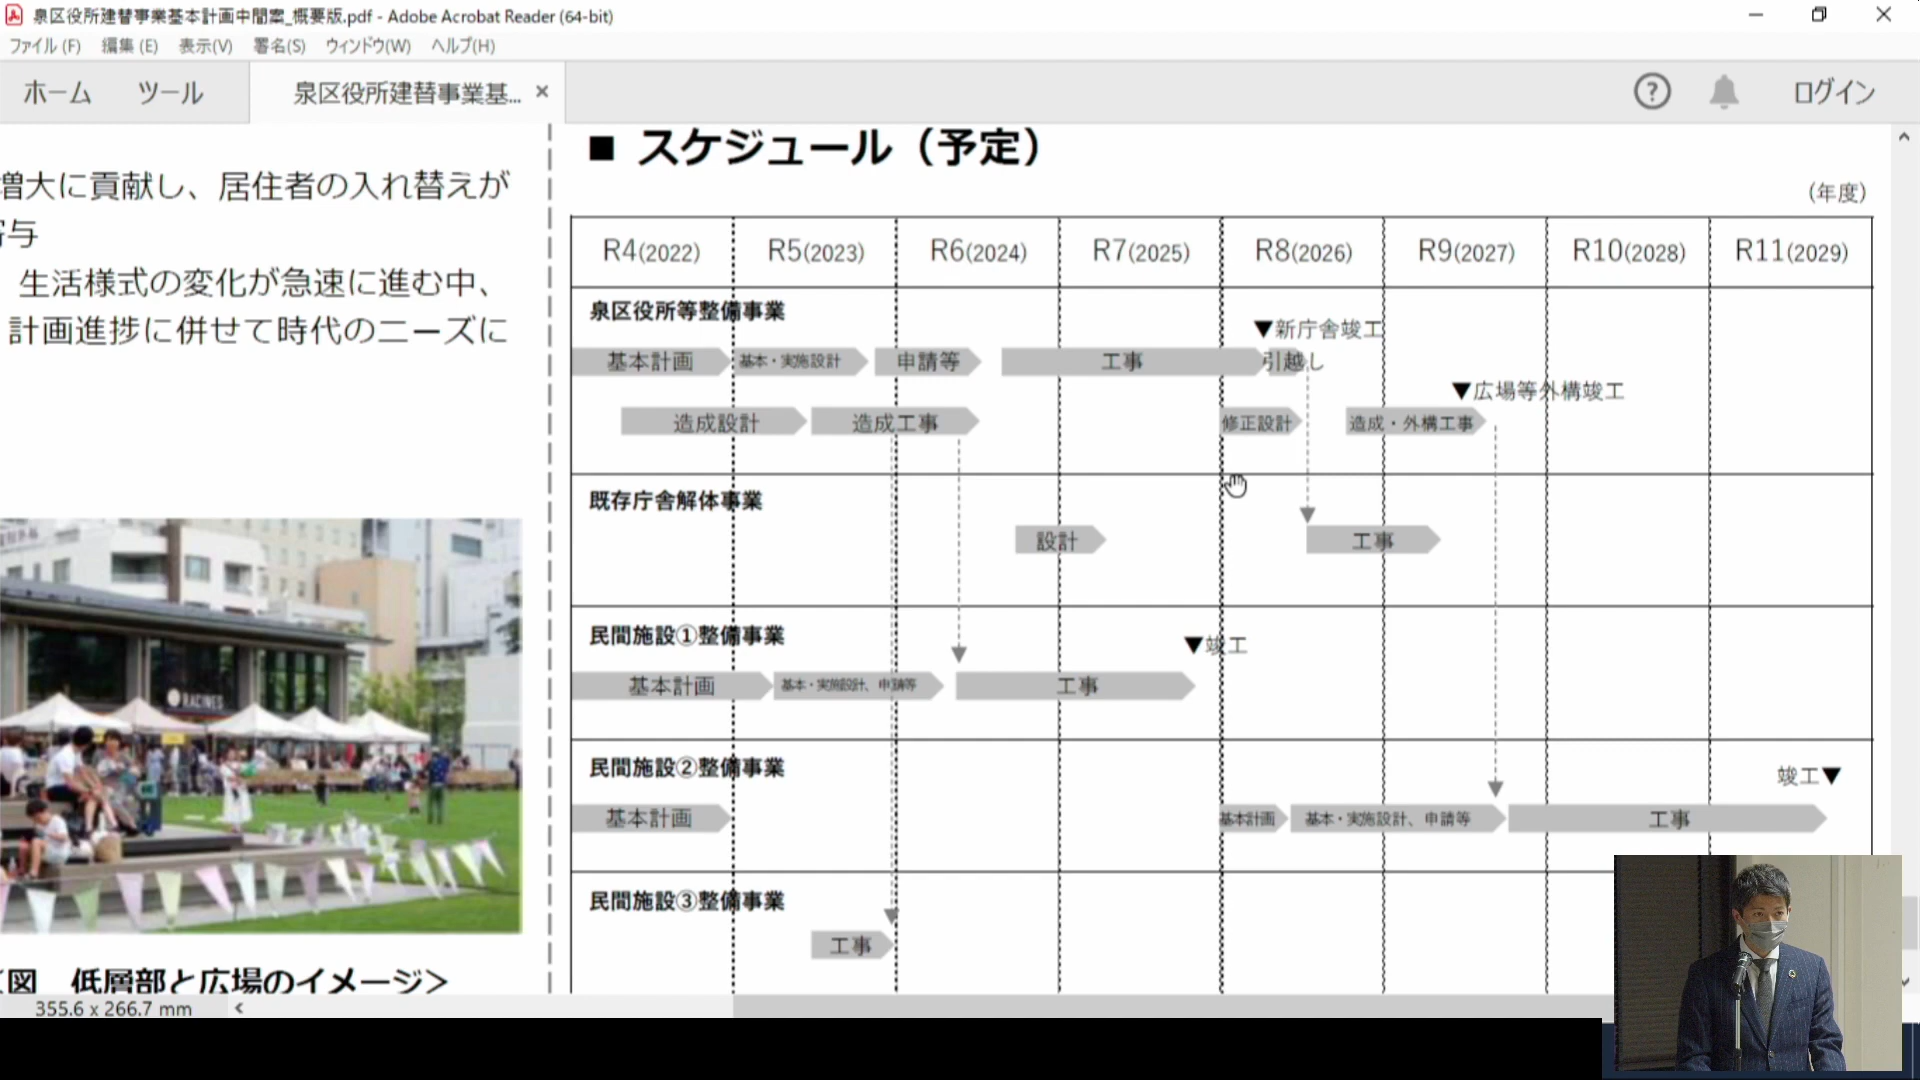 泉区役所建替事業基本計画中間案_概要版.pdf - Adobe Acrobat Reader (64-bit)
ファイル(F) 編集(E) 表示(V) 署名(S) ウィンドウ(W) ヘルプ(H)
ホーム ツール 泉区役所建替事業基... × ? ログイン
増大に貢献し、居住者の入れ替えが
寄与
生活様式の変化が急速に進む中、
計画進捗に併せて時代のニーズに
RACINES
図 低層部と広場のイメージ>
■ スケジュール（予定）
(年度)
R4(2022) R5(2023) R6(2024) R7(2025) R8(2026) R9(2027) R10(2028) R11(2029)
泉区役所等整備事業
▼新庁舎竣工
基本計画 基本・実施設計 申請等 工事 引越し
▼広場等外構竣工
造成設計 造成工事 修正設計 造成・外構工事
既存庁舎解体事業
設計 工事
民間施設①整備事業
▼竣工
基本計画 基本・実施設計、申請等 工事
民間施設②整備事業
竣工▼
基本計画 基本計画 基本・実施設計、申請等 工事
民間施設③整備事業
工事
355.6 x 266.7 mm